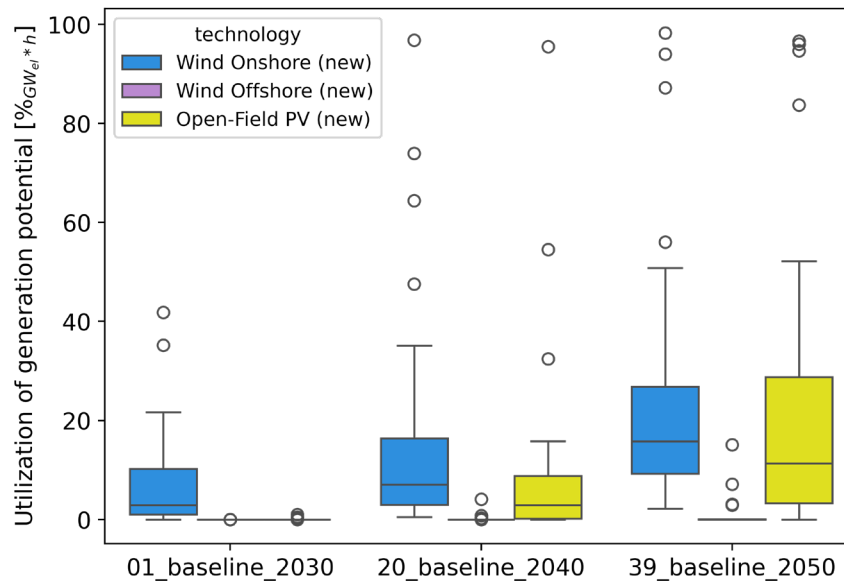 Utilization of generation potential [%GWel*h]
100
80
60
40
20
0
technology
Wind Onshore (new)
Wind Offshore (new)
Open-Field PV (new)
01_baseline_2030
20_baseline_2040
39_baseline_2050